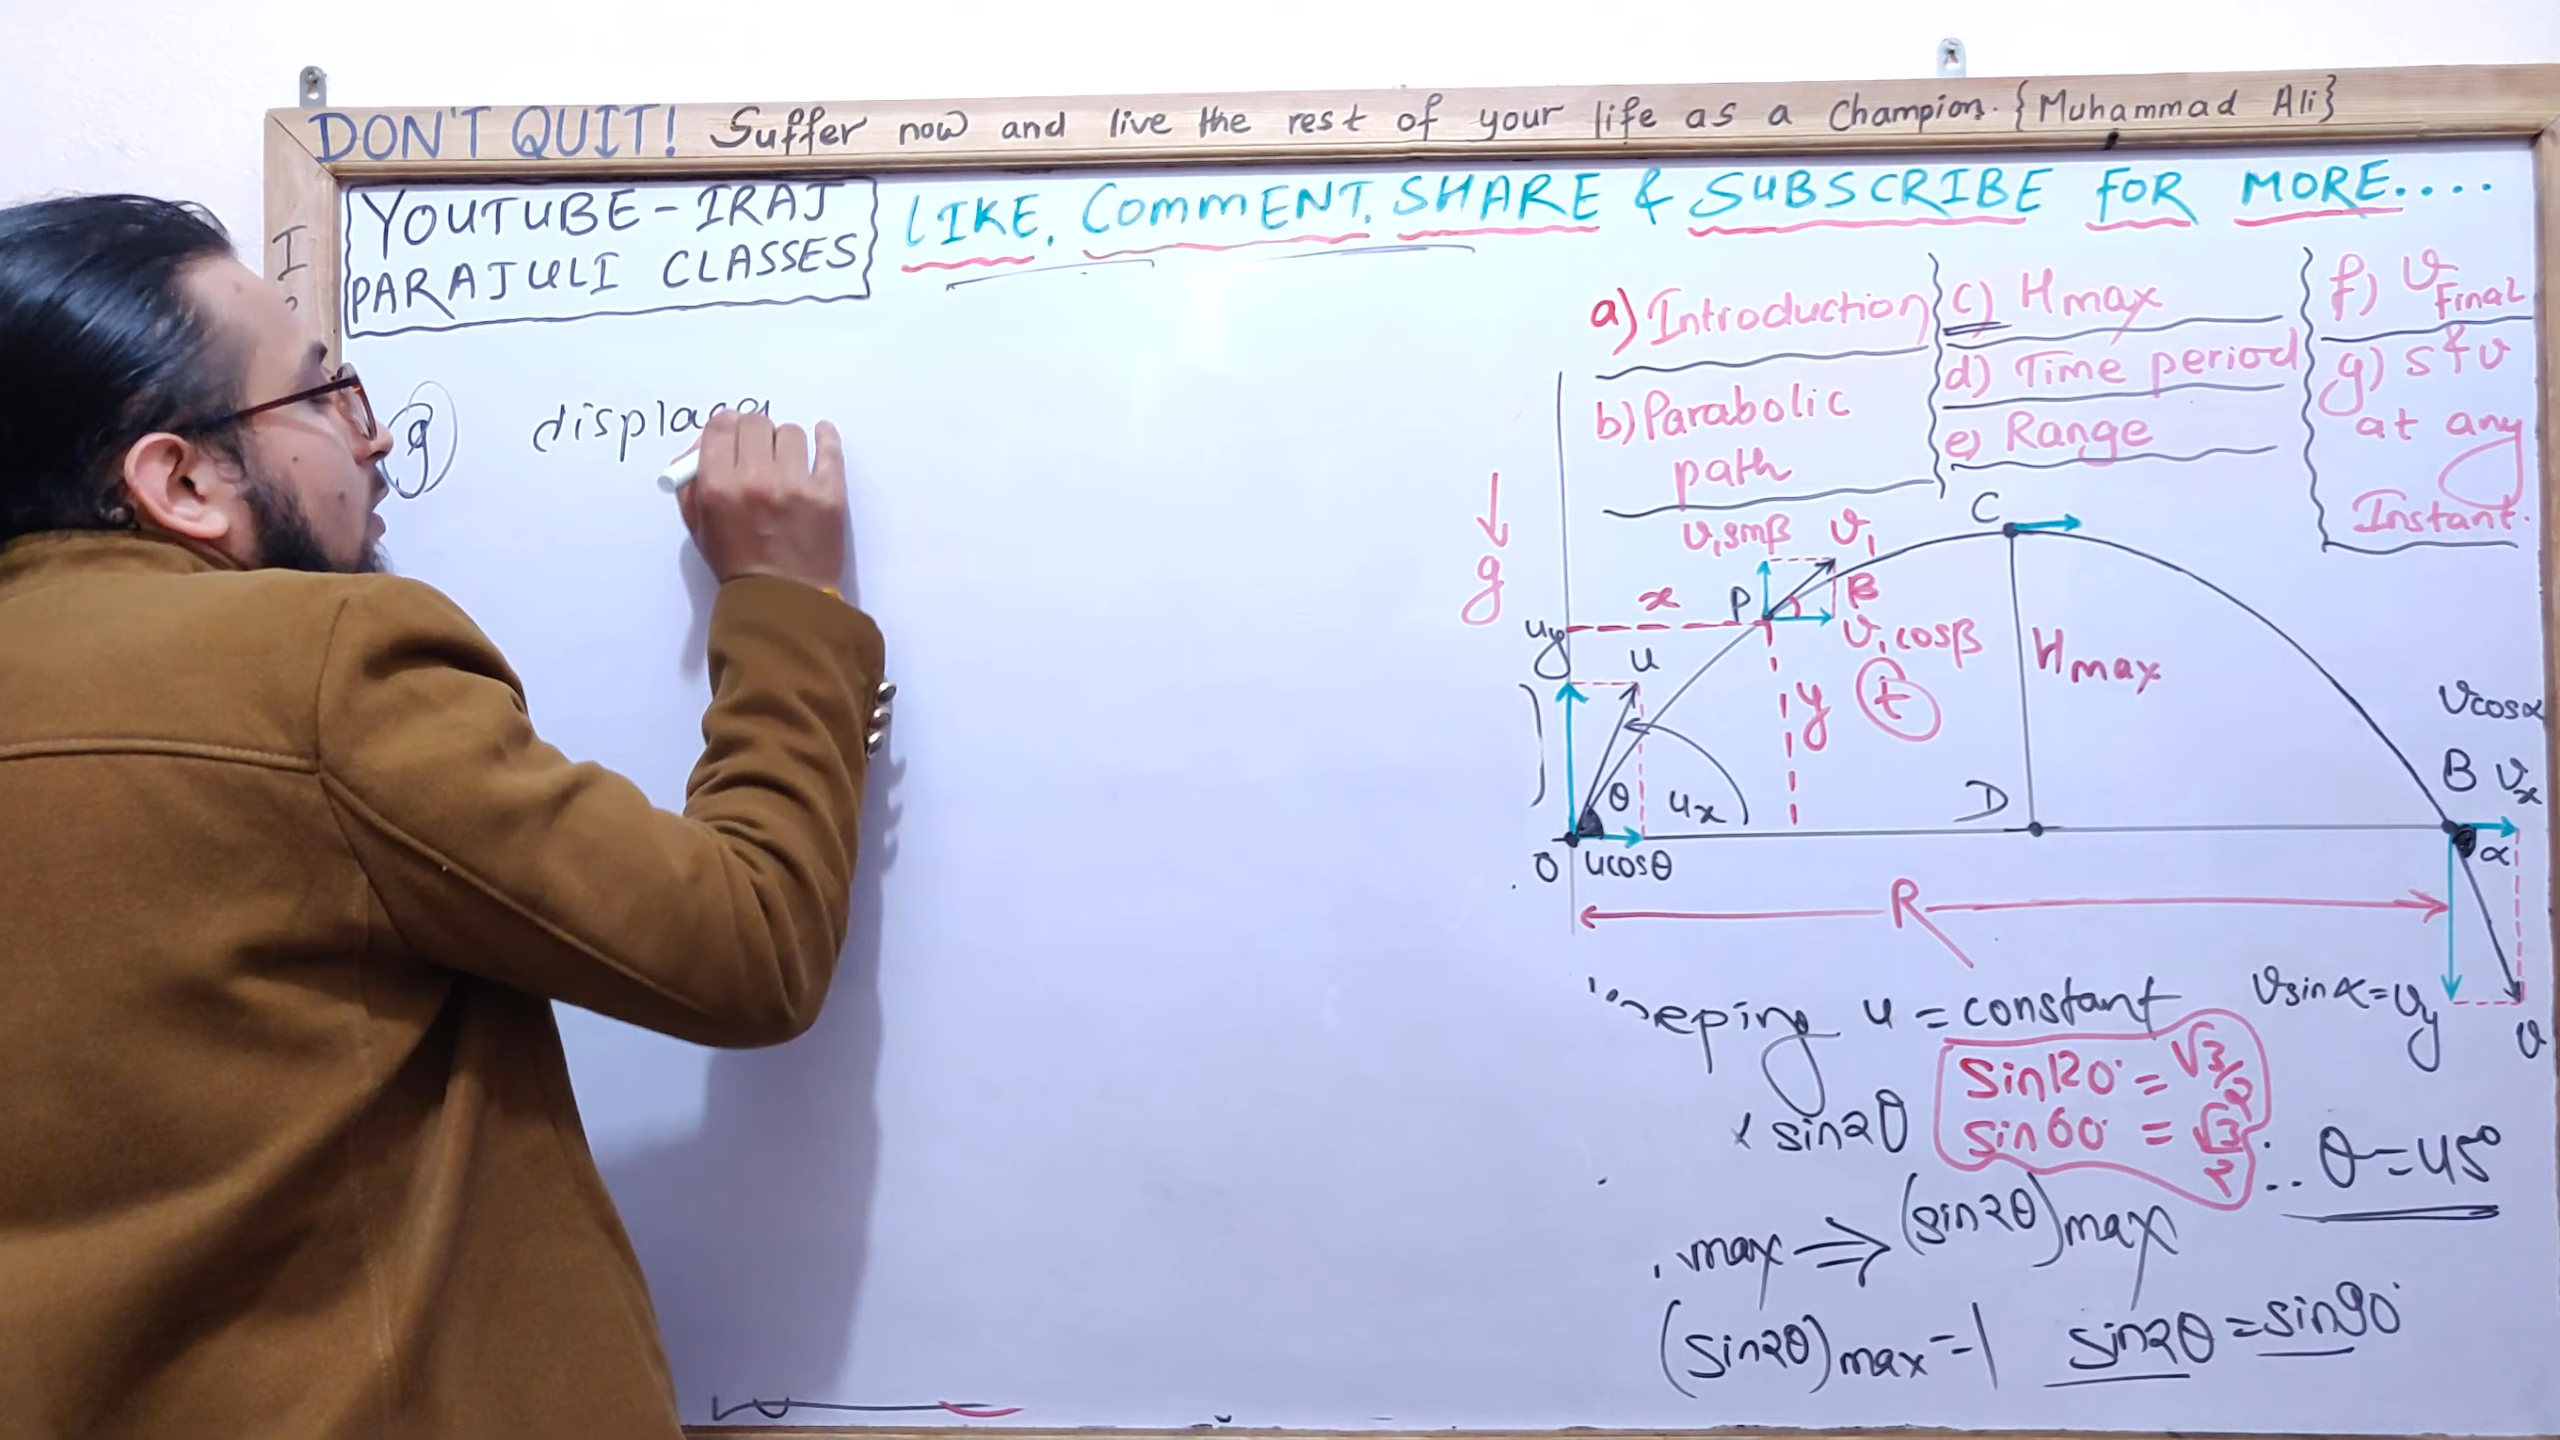 DON'T QUIT! Suffer now and live the rest of your life as a Champion. {Muhammad Ali}
YOUTUBE - IRAJ
PARAJULI CLASSES
LIKE, COMMENT, SHARE & SUBSCRIBE FOR MORE....
a) Introduction
b) Parabolic
path
c) Hmax
d) Time period
e) Range
f) v Final
g) s & v
at any
Instant.
g displace
↓
g
v₁sinβ v₁
C
P β
x
v₁cosβ
uy
u
y t
Hmax
θ ux
D
O ucosθ
vcosα
B vx
α
R
vsinα = vy
v
eeping u = constant
sin2θ
sin120° = √3/2
sin60° = √3/2
∴ θ = 45°
max ⇒ (sin2θ)max
(sin2θ)max = 1 sin2θ = sin90°